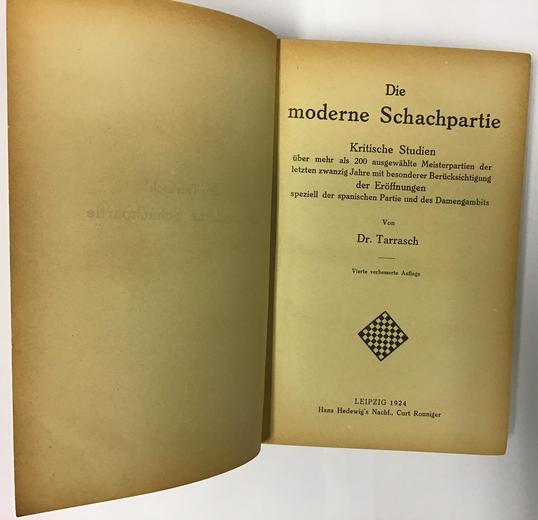 Die
moderne Schachpartie
Kritische Studien
über mehr als 200 ausgewählte Meisterpartien der
letzten zwanzig Jahre mit besonderer Berücksichtigung
der Eröffnungen
speziell der spanischen Partie und des Damengambits
Von
Dr. Tarrasch
Vierte verbesserte Auflage
LEIPZIG 1924
Hans Hedewig's Nachf., Curt Ronniger